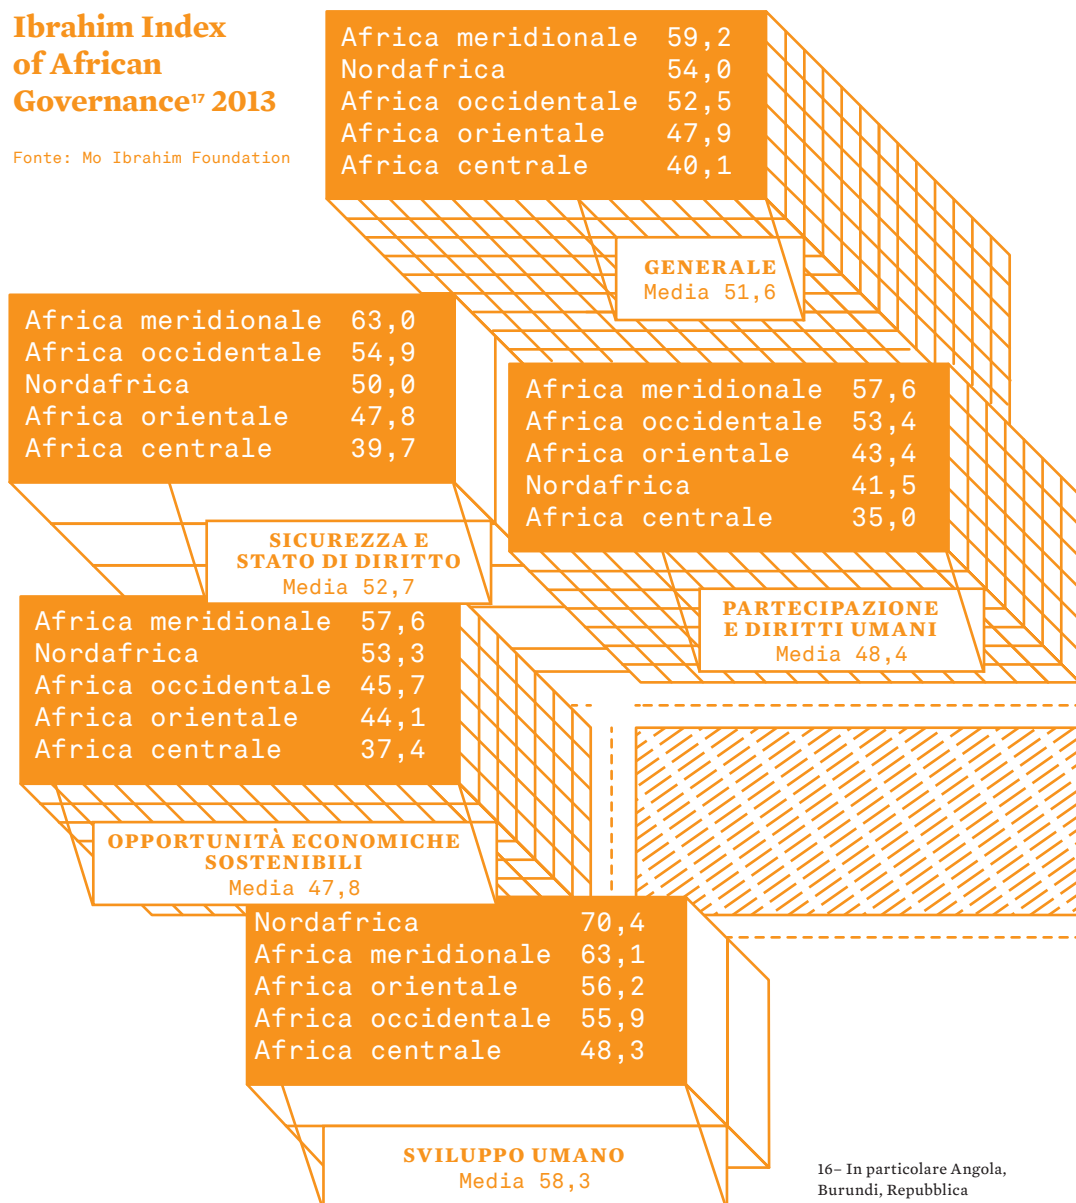 Ibrahim Index
of African
Governance¹⁷ 2013
Fonte: Mo Ibrahim Foundation
Africa meridionale 59,2
Nordafrica 54,0
Africa occidentale 52,5
Africa orientale 47,9
Africa centrale 40,1
GENERALE
Media 51,6
Africa meridionale 63,0
Africa occidentale 54,9
Nordafrica 50,0
Africa orientale 47,8
Africa centrale 39,7
SICUREZZA E
STATO DI DIRITTO
Media 52,7
Africa meridionale 57,6
Africa occidentale 53,4
Africa orientale 43,4
Nordafrica 41,5
Africa centrale 35,0
PARTECIPAZIONE
E DIRITTI UMANI
Media 48,4
Africa meridionale 57,6
Nordafrica 53,3
Africa occidentale 45,7
Africa orientale 44,1
Africa centrale 37,4
OPPORTUNITÀ ECONOMICHE
SOSTENIBILI
Media 47,8
Nordafrica 70,4
Africa meridionale 63,1
Africa orientale 56,2
Africa occidentale 55,9
Africa centrale 48,3
SVILUPPO UMANO
Media 58,3
16– In particolare Angola,
Burundi, Repubblica